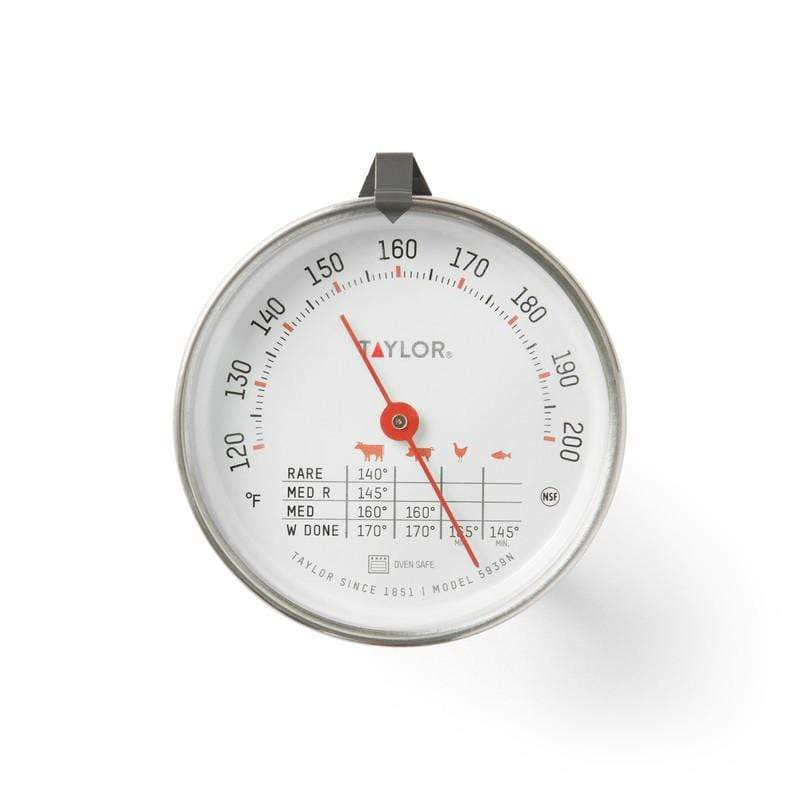 160
150
170
140
180
130
190
120
200
TAYLOR®
°F
NSF
RARE 140°
MED R 145°
MED 160° 160°
W DONE 170° 170° 165° 145°
MIN. MIN.
OVEN SAFE
TAYLOR SINCE 1851 | MODEL 5939N